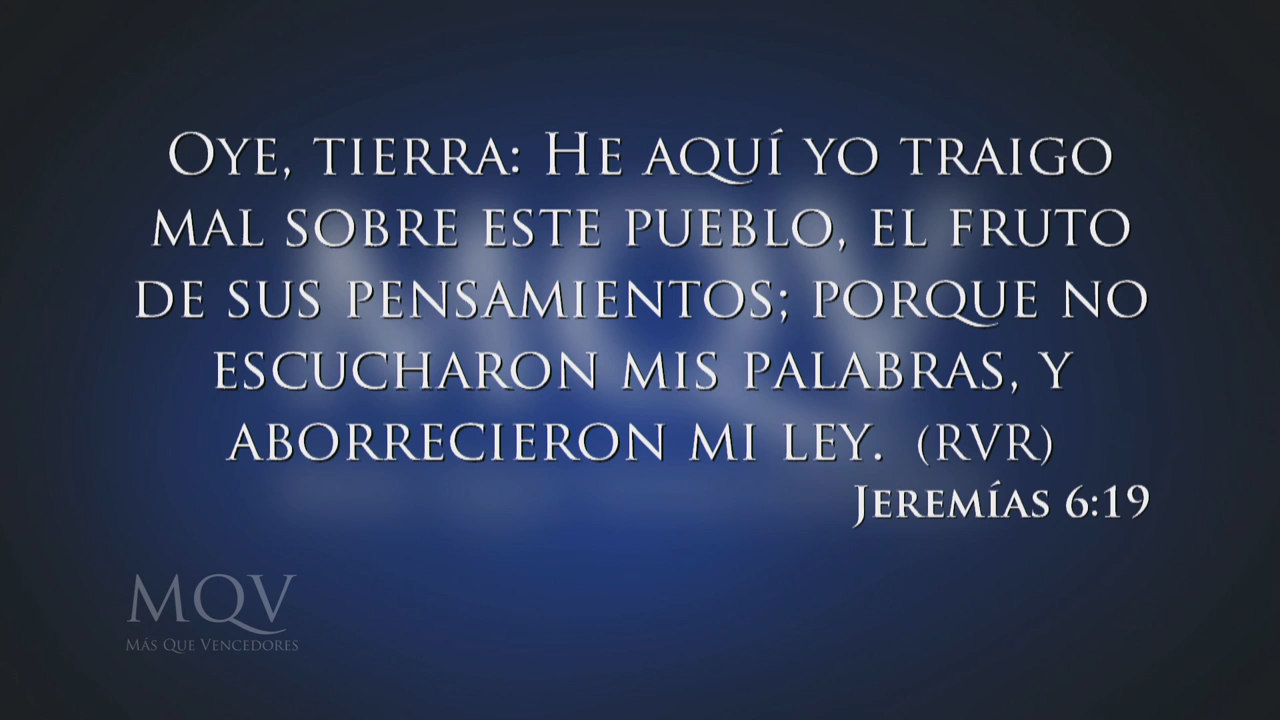 Oye, tierra: He aquí yo traigo
mal sobre este pueblo, el fruto
de sus pensamientos; porque no
escucharon mis palabras, y
aborrecieron mi ley. (RVR)
Jeremías 6:19
MQV
Más Que Vencedores